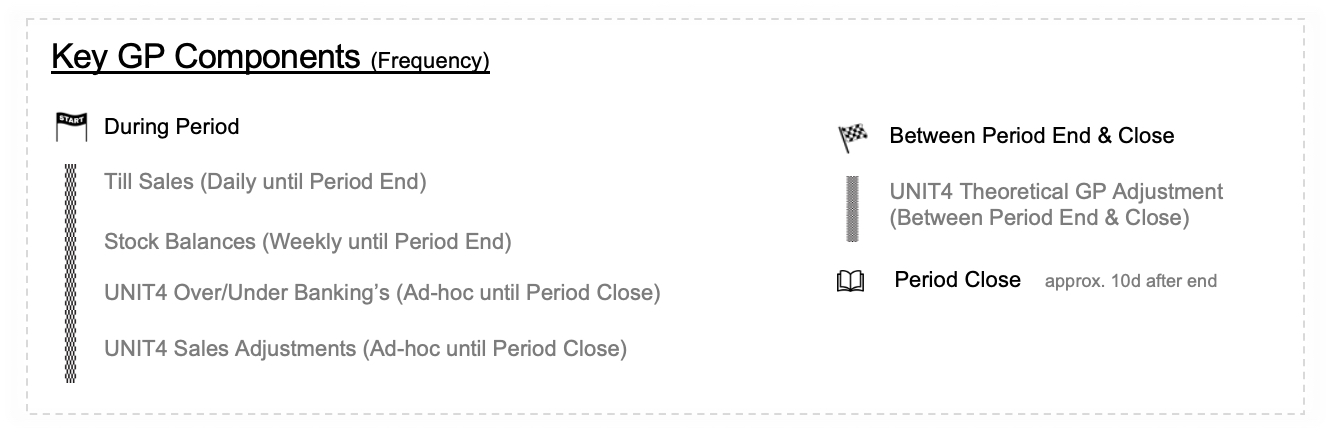 Key GP Components (Frequency)
START
During Period
Till Sales (Daily until Period End)
Stock Balances (Weekly until Period End)
UNIT4 Over/Under Banking’s (Ad-hoc until Period Close)
UNIT4 Sales Adjustments (Ad-hoc until Period Close)
Between Period End & Close
UNIT4 Theoretical GP Adjustment
(Between Period End & Close)
Period Close approx. 10d after end